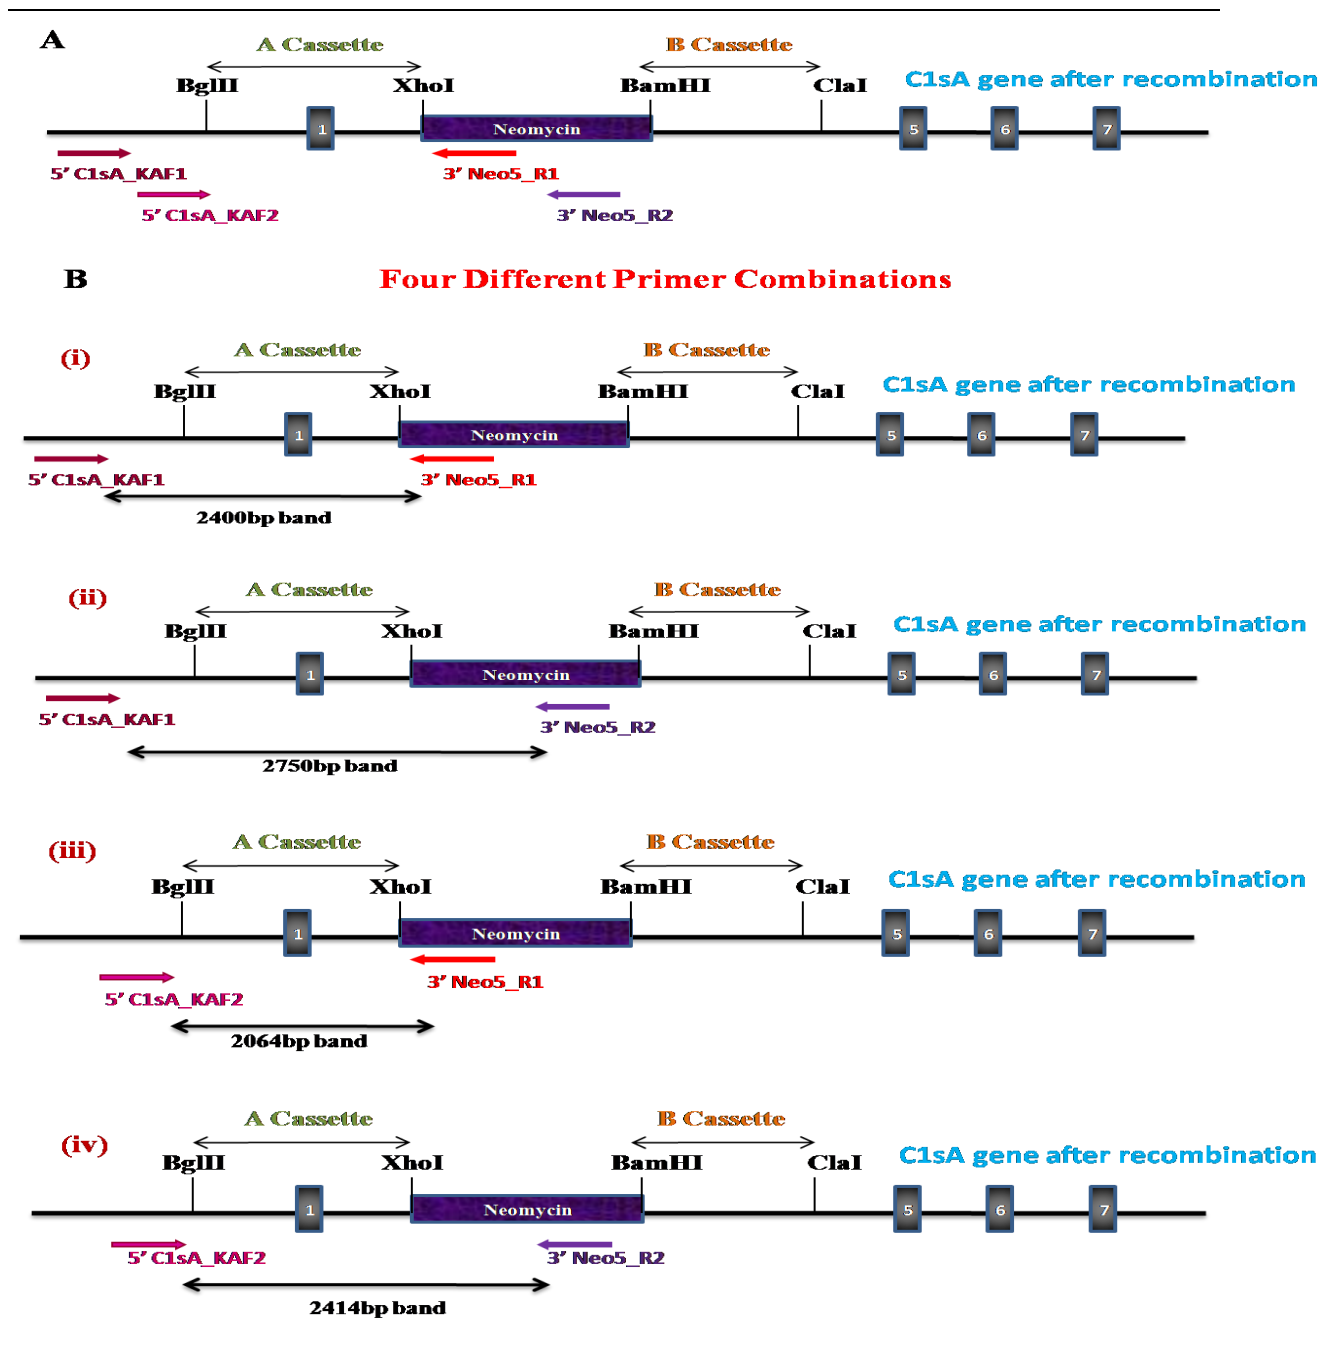 A
A Cassette
B Cassette
BglII
XhoI
BamHI
ClaI
C1sA gene after recombination
1
Neomycin
5
6
7
5’ C1sA_KAF1
3’ Neo5_R1
5’ C1sA_KAF2
3’ Neo5_R2
B
Four Different Primer Combinations
(i)
A Cassette
B Cassette
BglII
XhoI
BamHI
ClaI
C1sA gene after recombination
1
Neomycin
5
6
7
5’ C1sA_KAF1
3’ Neo5_R1
2400bp band
(ii)
A Cassette
B Cassette
BglII
XhoI
BamHI
ClaI
C1sA gene after recombination
1
Neomycin
5
6
7
5’ C1sA_KAF1
3’ Neo5_R2
2750bp band
(iii)
A Cassette
B Cassette
BglII
XhoI
BamHI
ClaI
C1sA gene after recombination
1
Neomycin
5
6
7
5’ C1sA_KAF2
3’ Neo5_R1
2064bp band
(iv)
A Cassette
B Cassette
BglII
XhoI
BamHI
ClaI
C1sA gene after recombination
1
Neomycin
5
6
7
5’ C1sA_KAF2
3’ Neo5_R2
2414bp band